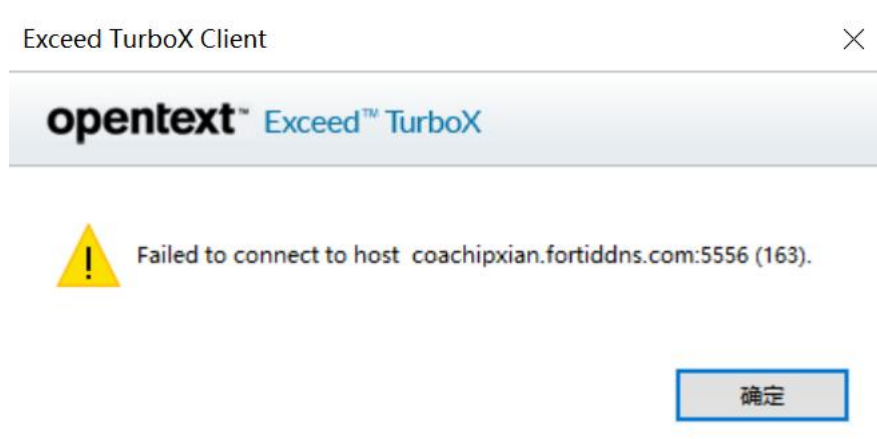 Exceed TurboX Client
opentext™ Exceed™ TurboX
Failed to connect to host coachipxian.fortiddns.com:5556 (163).
确定